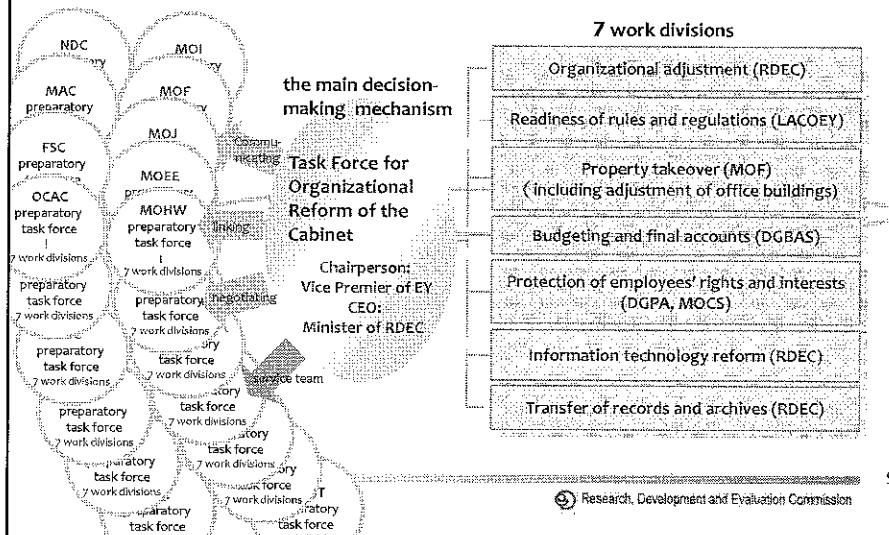 NDC
MOI
MAC
preparatory
MOF
MOJ
FSC
preparatory
MOEE
OCAC
preparatory
task force
7 work divisions
MOHW
preparatory
task force
7 work divisions
preparatory
task force
7 work divisions
preparatory
task force
7 work divisions
preparatory
task force
7 work divisions
task force
7 work divisions
preparatory
task force
7 work divisions
task force
7 work divisions
task force
7 work divisions
task force
7 work divisions
task force
task force
the main decision-
making mechanism
Commu-
nicating
linking
negotiating
service team
Task Force for
Organizational
Reform of the
Cabinet
Chairperson:
Vice Premier of EY
CEO:
Minister of RDEC
7 work divisions
Organizational adjustment (RDEC)
Readiness of rules and regulations (LACOEY)
Property takeover (MOF)
( including adjustment of office buildings)
Budgeting and final accounts (DGBAS)
Protection of employees' rights and interests
(DGPA, MOCS)
Information technology reform (RDEC)
Transfer of records and archives (RDEC)
Research, Development and Evaluation Commission